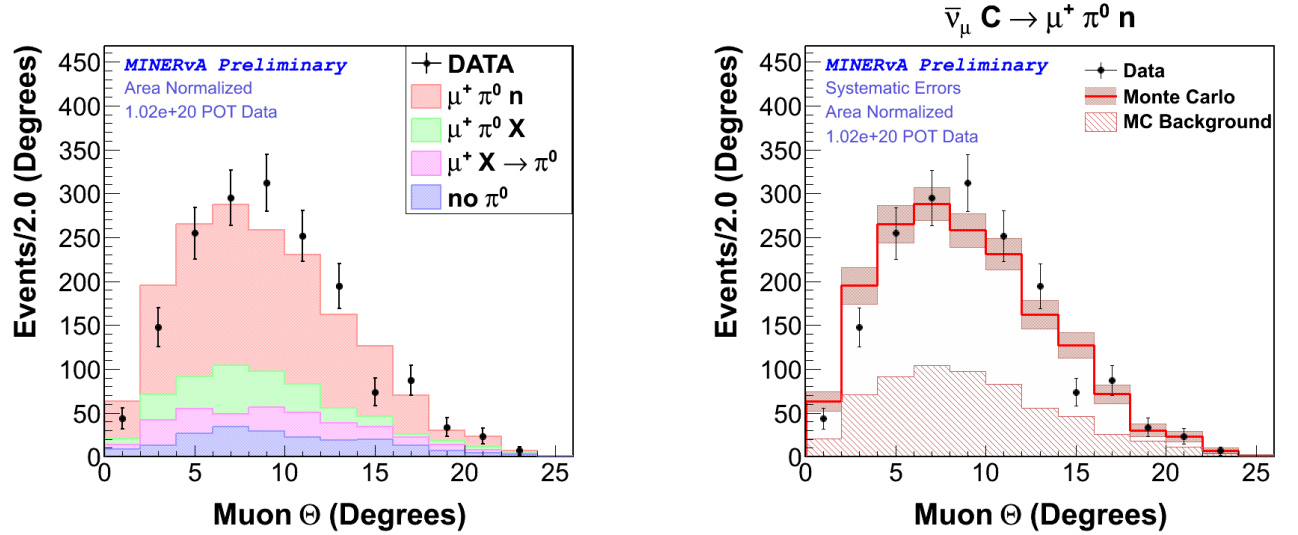 MINERνA Preliminary
Area Normalized
1.02e+20 POT Data
DATA
μ⁺ π⁰ n
μ⁺ π⁰ X
μ⁺ X → π⁰
no π⁰
Events/2.0 (Degrees)
450
400
350
300
250
200
150
100
50
0
0 5 10 15 20 25
Muon Θ (Degrees)
ν̅μ C → μ⁺ π⁰ n
MINERνA Preliminary
Systematic Errors
Area Normalized
1.02e+20 POT Data
Data
Monte Carlo
MC Background
Events/2.0 (Degrees)
450
400
350
300
250
200
150
100
50
0
0 5 10 15 20 25
Muon Θ (Degrees)